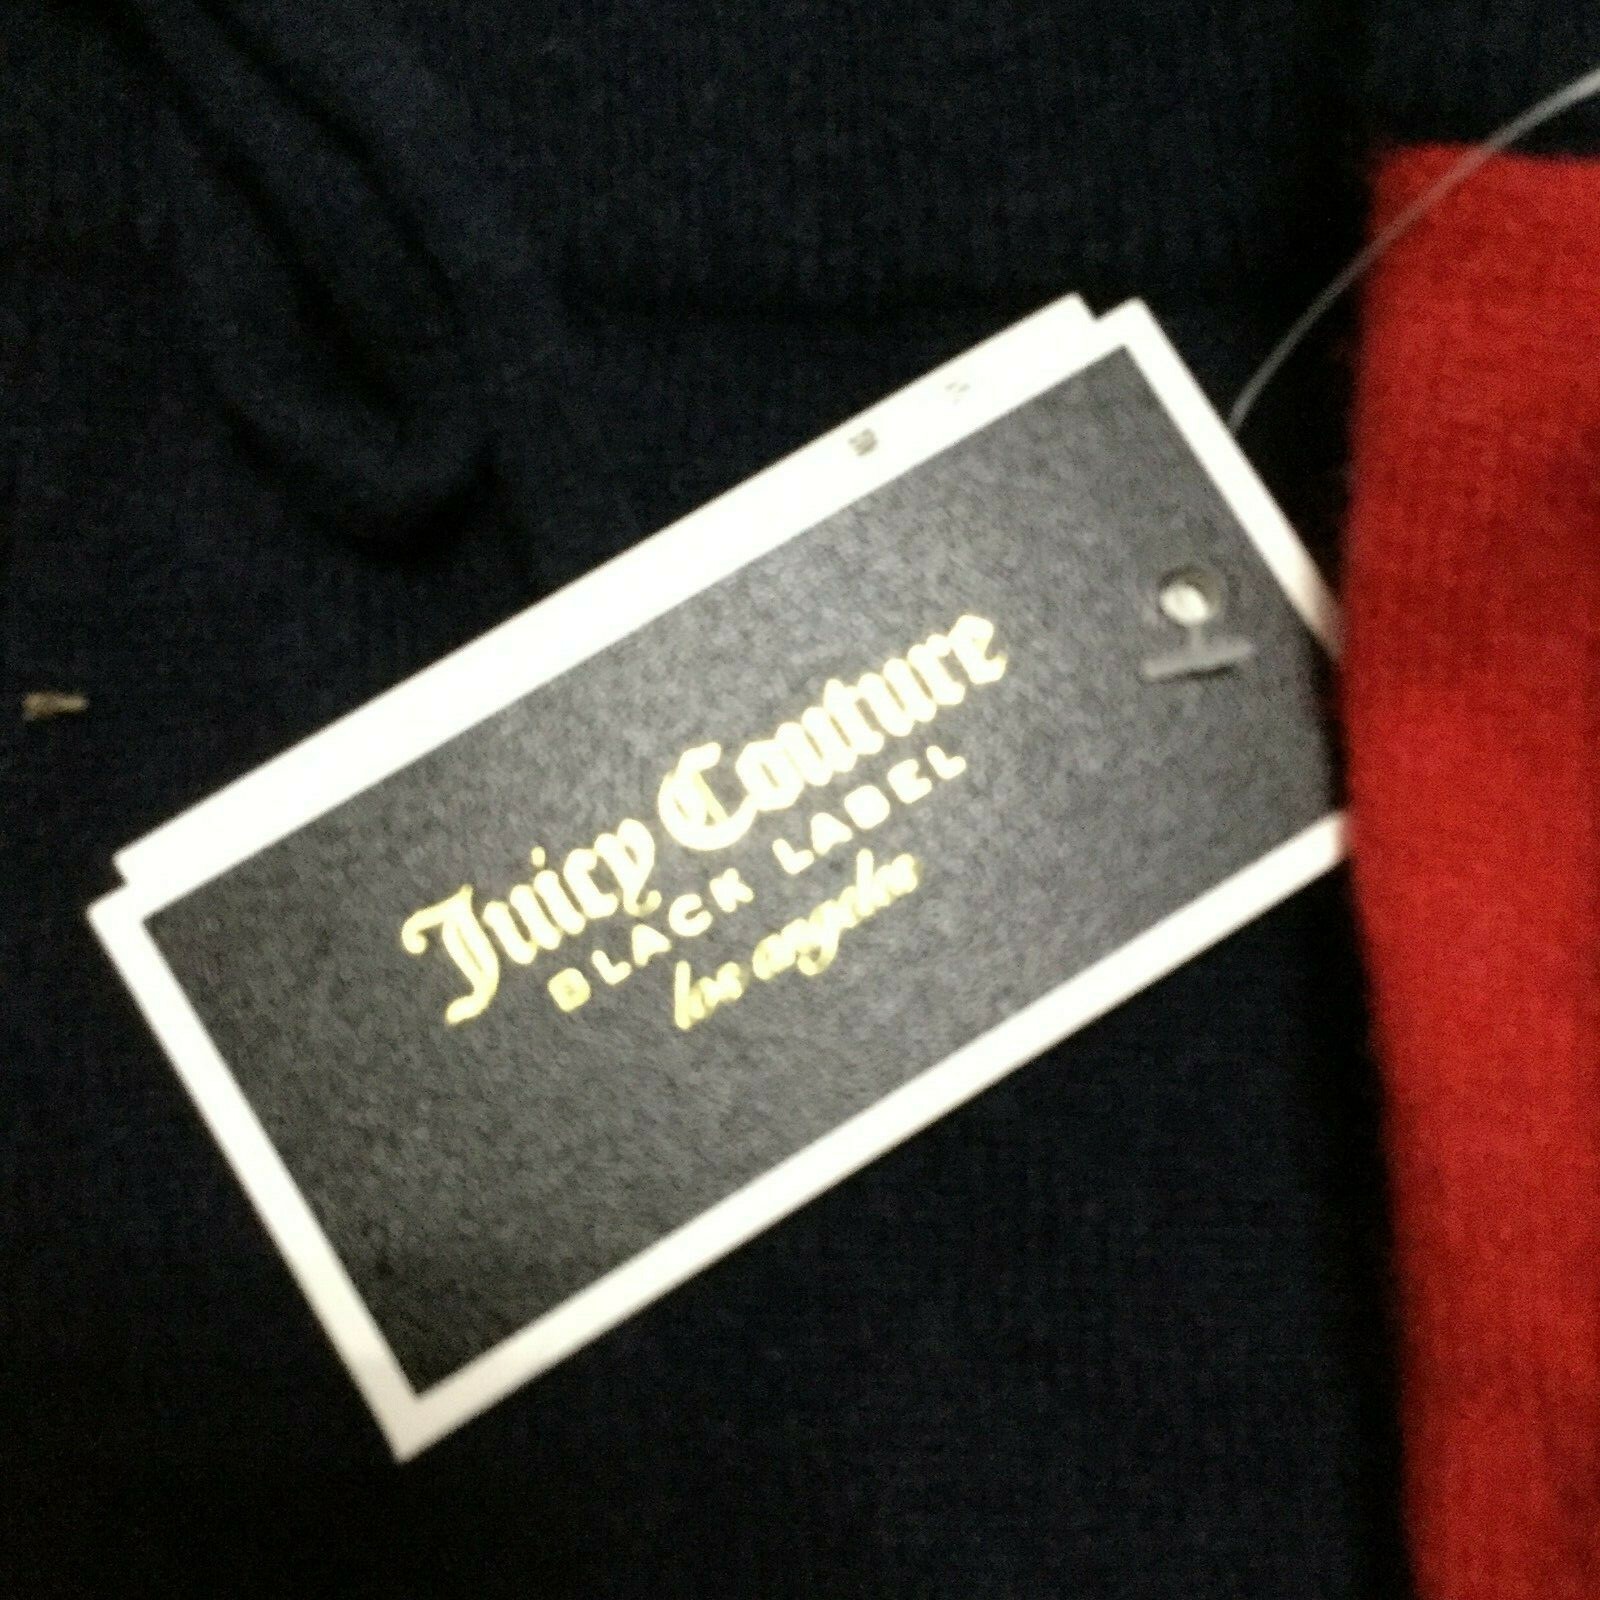 Juicy Couture
BLACK LABEL
los angeles